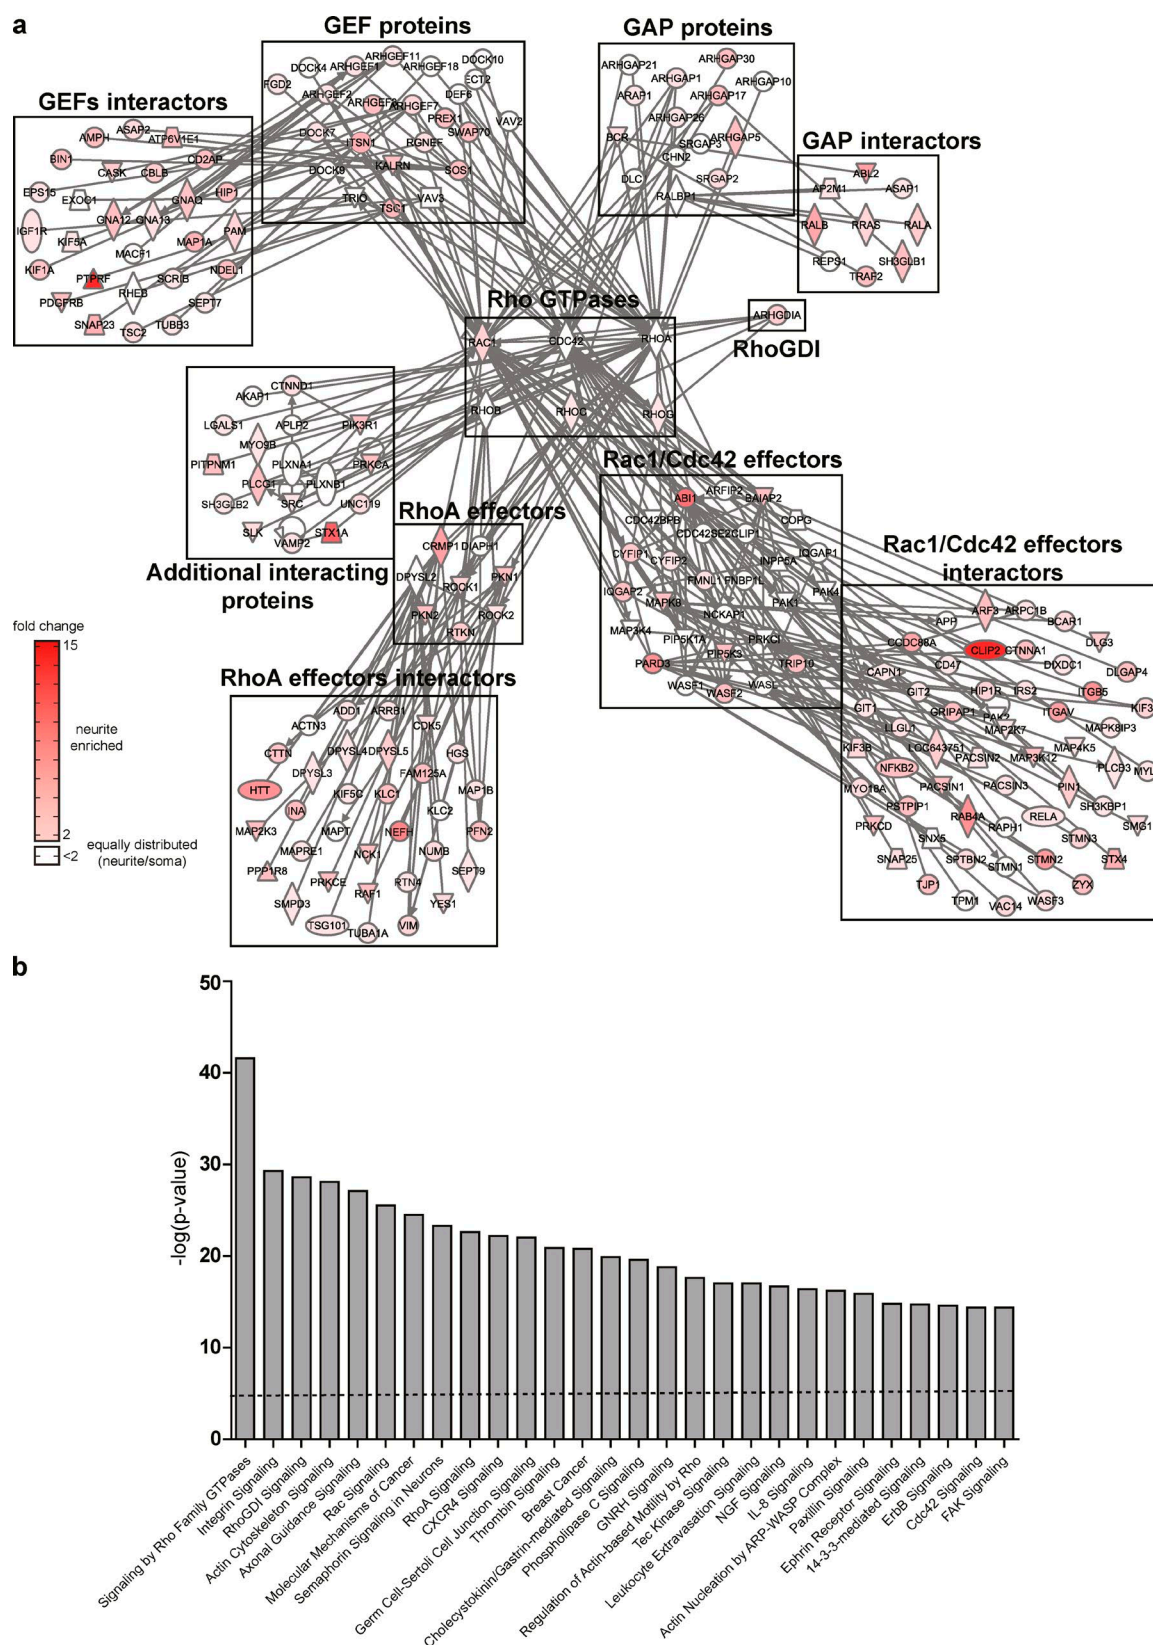 a
GEF proteins
GAP proteins
GEFs interactors
GAP interactors
DOCK4
ARHGEF1
ARHGEF11
ARHGEF18
DOCK10
FGD2
ARHGEF2
ECT2
DEF6
ARHGEF7
PREX1
VAV2
DOCK7
ITSN1
RGNEF
SWAP70
DOCK9
KALRN
SOS1
TRIO
VAV3
TSC1
ARHGAP21
ARHGAP30
ARAP1
ARHGAP1
ARHGAP10
ARHGAP17
ARHGAP26
BCR
SRGAP3
ARHGAP5
CHN2
DLC1
SRGAP2
RALBP1
AMPH
ASAP2
ATP6V1E1
BIN1
CASK
CBLB
CD2AP
EPS15
EXOC1
GNAQ
HIP1
IGF1R
GNA12
GNA13
KIF5A
MAP1A
PAM
MACF1
KIF1A
PTPRF
SCRIB
NDEL1
PDGFRB
RHEB
SEPT7
SNAP23
TSC2
TUBB3
ABL2
AP2M1
ASAP1
RALB
RRAS
RALA
REPS1
SH3GLB1
TRAF2
Rho GTPases
RAC1
CDC42
RHOA
RHOB
RHOC
RHOG
ARHGDIA
RhoGDI
AKAP1
CTNND1
LGALS1
APLP2
PIK3R1
MYO9B
PITPNM1
PLXNA1
PRKCA
PLCG1
PLXNB1
SH3GLB2
SRC
UNC119
SLK
VAMP2
STX1A
Additional interacting
proteins
RhoA effectors
CRMP1
DIAPH1
DPYSL2
ROCK1
PKN1
PKN2
ROCK2
RTKN
Rac1/Cdc42 effectors
ABI1
ARFIP2
BAIAP2
CDC42BPB
CDC42SE2
CLIP1
COPG
CYFIP1
CYFIP2
INPP5A
IQGAP1
IQGAP2
FMNL1
FNBP1L
PAK4
MAPK8
NCKAP1
PAK1
MAP3K4
PIP5K1A
PRKCI
PARD3
PIP5K3
TRIP10
WASF1
WASF2
WASL
Rac1/Cdc42 effectors
interactors
APP
ARF3
ARPC1B
BCAR1
CCDC88A
CLIP2
CTNNA1
DLG3
CAPN1
CD47
DIXDC1
DLGAP4
GIT2
HIP1R
IRS2
ITGB5
GIT1
GRIPAP1
PAK2
ITGAV
KIF3
LLGL1
MAP2K7
MAPK8IP3
KIF3B
LOC643751
MAP3K12
MAP4K5
NFKB2
PACSIN2
PLCB3
MYL
MYO18A
PACSIN1
PACSIN3
PIN1
PSTPIP1
RAB4A
RELA
SH3KBP1
PRKCD
SNX5
RAPH1
STMN3
SMG1
SNAP25
SPTBN2
STMN1
STMN2
STX4
TJP1
TPM1
VAC14
WASF3
ZYX
RhoA effectors interactors
ACTN3
ADD1
ARRB1
CDK5
CTTN
DPYSL4
DPYSL5
HGS
DPYSL3
FAM125A
HTT
KIF5C
KLC1
MAP1B
INA
KLC2
MAP2K3
MAPT
NEFH
PFN2
MAPRE1
NCK1
NUMB
PPP1R8
PRKCE
RAF1
RTN4
SEPT9
SMPD3
YES1
TSG101
TUBA1A
VIM
fold change
15
neurite
enriched
2
<2
equally distributed
(neurite/soma)
b
-log(p-value)
50
40
30
20
10
0
Signaling by Rho Family GTPases
Integrin Signaling
RhoGDI Signaling
Actin Cytoskeleton Signaling
Axonal Guidance Signaling
Rac Signaling
Molecular Mechanisms of Cancer
Semaphorin Signaling in Neurons
RhoA Signaling
CXCR4 Signaling
Germ Cell-Sertoli Cell Junction Signaling
Thrombin Signaling
Breast Cancer
Cholecystokinin/Gastrin-mediated Signaling
Phospholipase C Signaling
GNRH Signaling
Regulation of Actin-based Motility by Rho
Tec Kinase Signaling
Leukocyte Extravasation Signaling
NGF Signaling
IL-8 Signaling
Actin Nucleation by ARP-WASP Complex
Paxillin Signaling
Ephrin Receptor Signaling
14-3-3-mediated Signaling
ErbB Signaling
Cdc42 Signaling
FAK Signaling